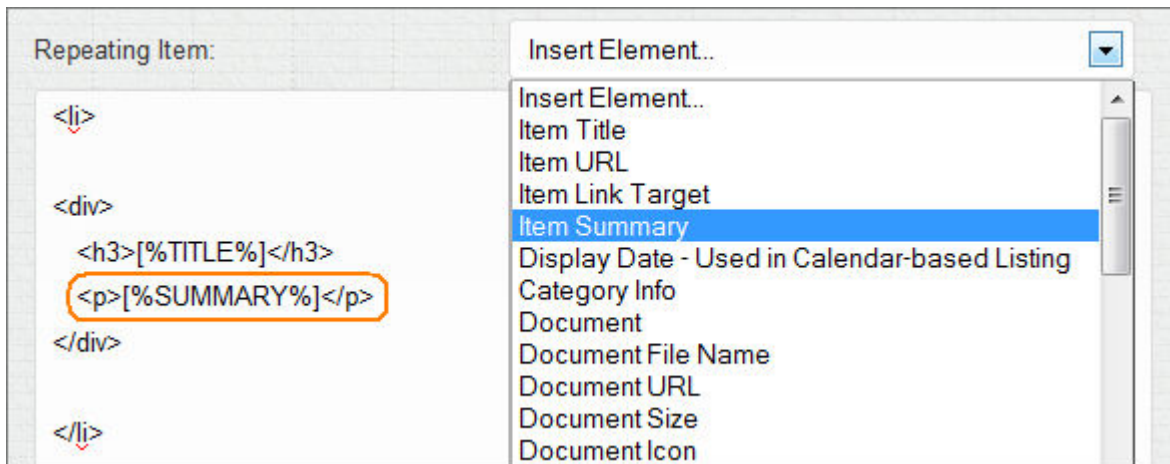 Repeating Item:
Insert Element...
<li>
<div>
<h3>[%TITLE%]</h3>
<p>[%SUMMARY%]</p>
</div>
</li>
Insert Element...
Item Title
Item URL
Item Link Target
Item Summary
Display Date - Used in Calendar-based Listing
Category Info
Document
Document File Name
Document URL
Document Size
Document Icon